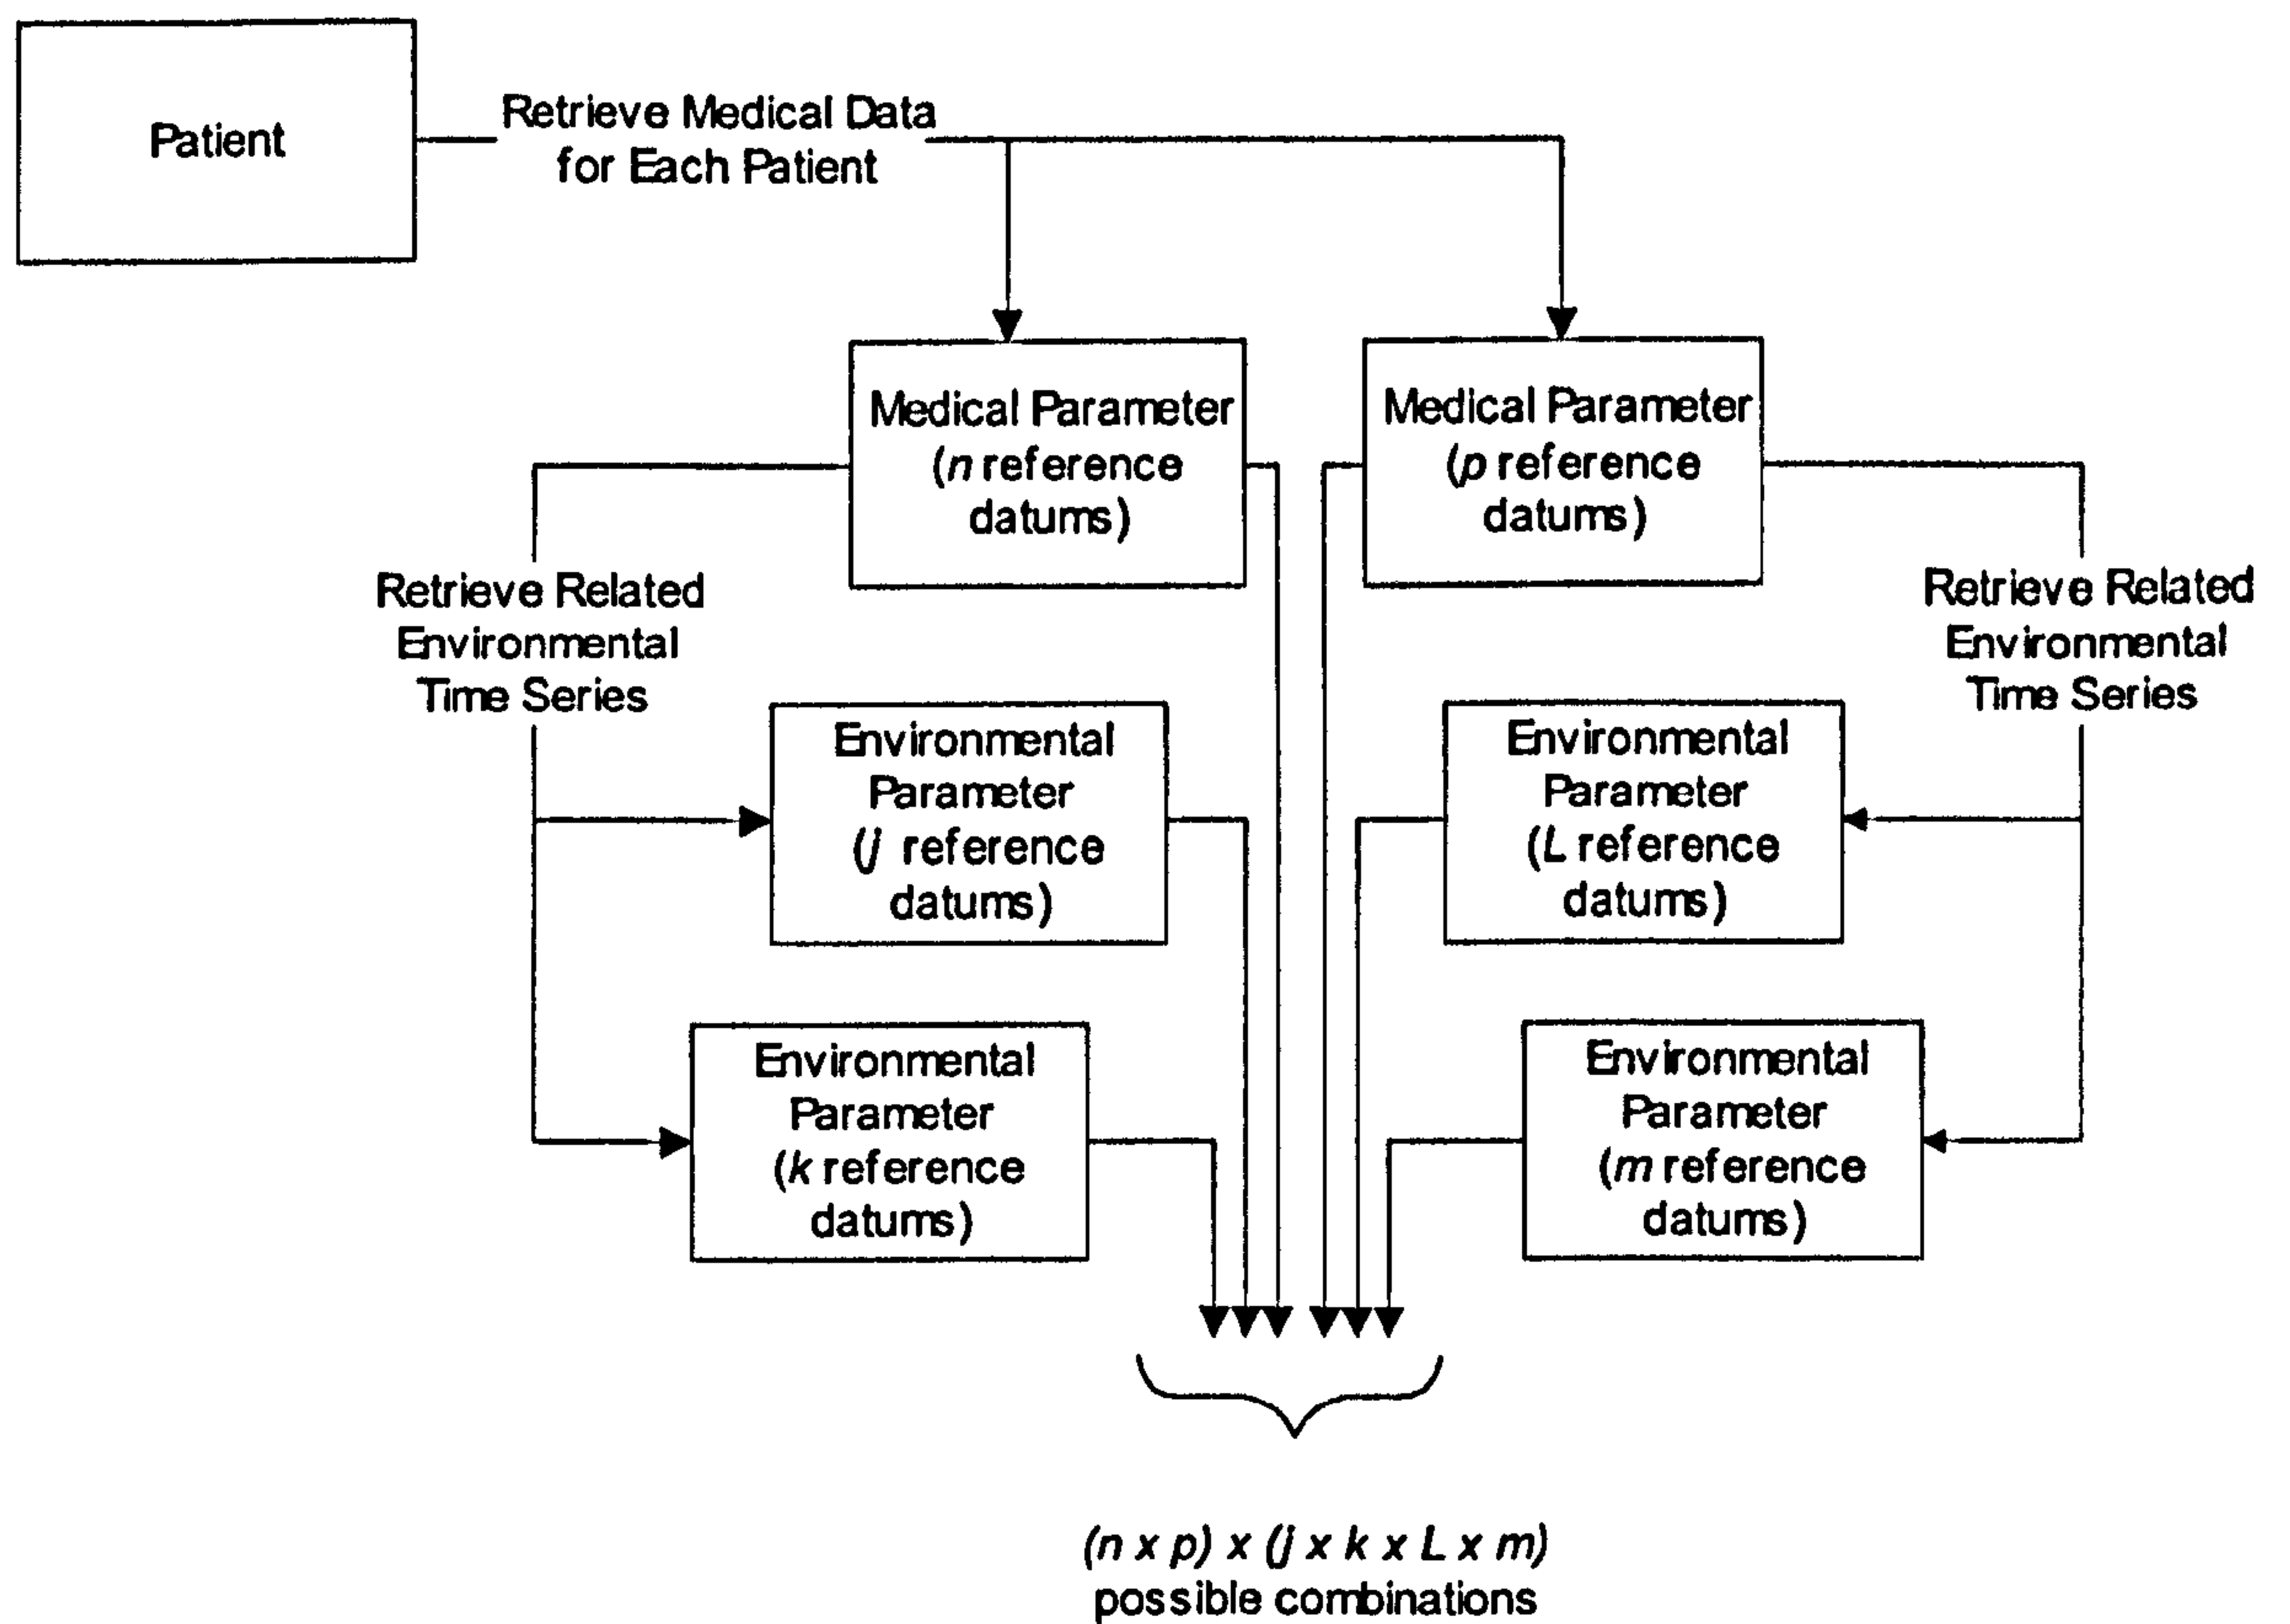 Patient
Retrieve Medical Data
for Each Patient
Medical Parameter
(n reference
datums)
Medical Parameter
(p reference
datums)
Retrieve Related
Environmental
Time Series
Retrieve Related
Environmental
Time Series
Environmental
Parameter
(j reference
datums)
Environmental
Parameter
(L reference
datums)
Environmental
Parameter
(k reference
datums)
Environmental
Parameter
(m reference
datums)
(n x p) x (j x k x L x m)
possible combinations